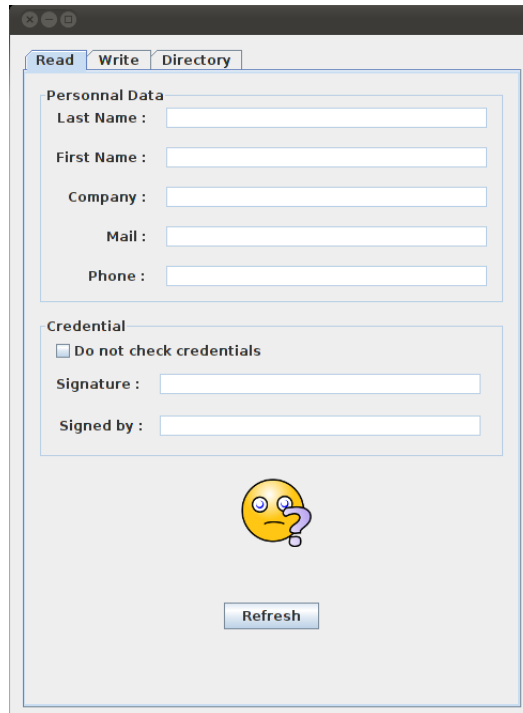 Read Write Directory
Personnal Data
Last Name :
First Name :
Company :
Mail :
Phone :
Credential
Do not check credentials
Signature :
Signed by :
Refresh